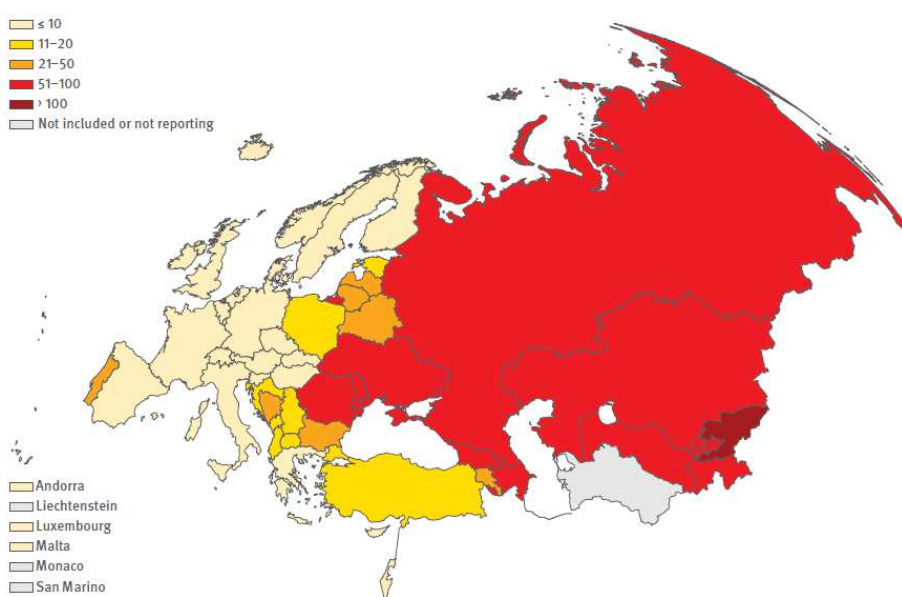 ≤ 10
11–20
21–50
51–100
› 100
Not included or not reporting
Andorra
Liechtenstein
Luxembourg
Malta
Monaco
San Marino